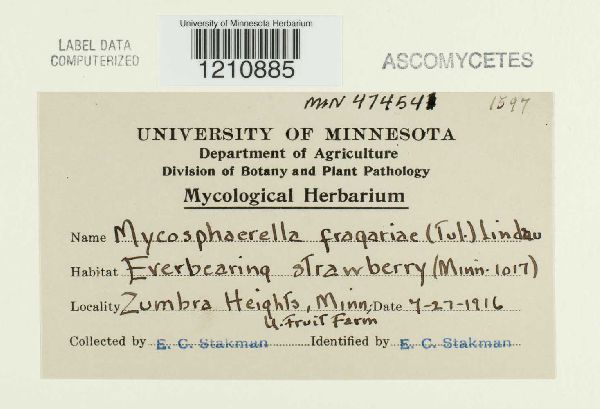 University of Minnesota Herbarium
LABEL DATA
COMPUTERIZED
1210885
ASCOMYCETES
MIN 474541
1597
UNIVERSITY OF MINNESOTA
Department of Agriculture
Division of Botany and Plant Pathology
Mycological Herbarium
Name Mycosphaerella fragariae (Tul.) Lindau
Habitat Everbearing strawberry (Minn. 1017)
Locality Zumbra Heights, Minn; Date 7-27-1916
U. Fruit Farm
Collected by E. C. Stakman Identified by E. C. Stakman